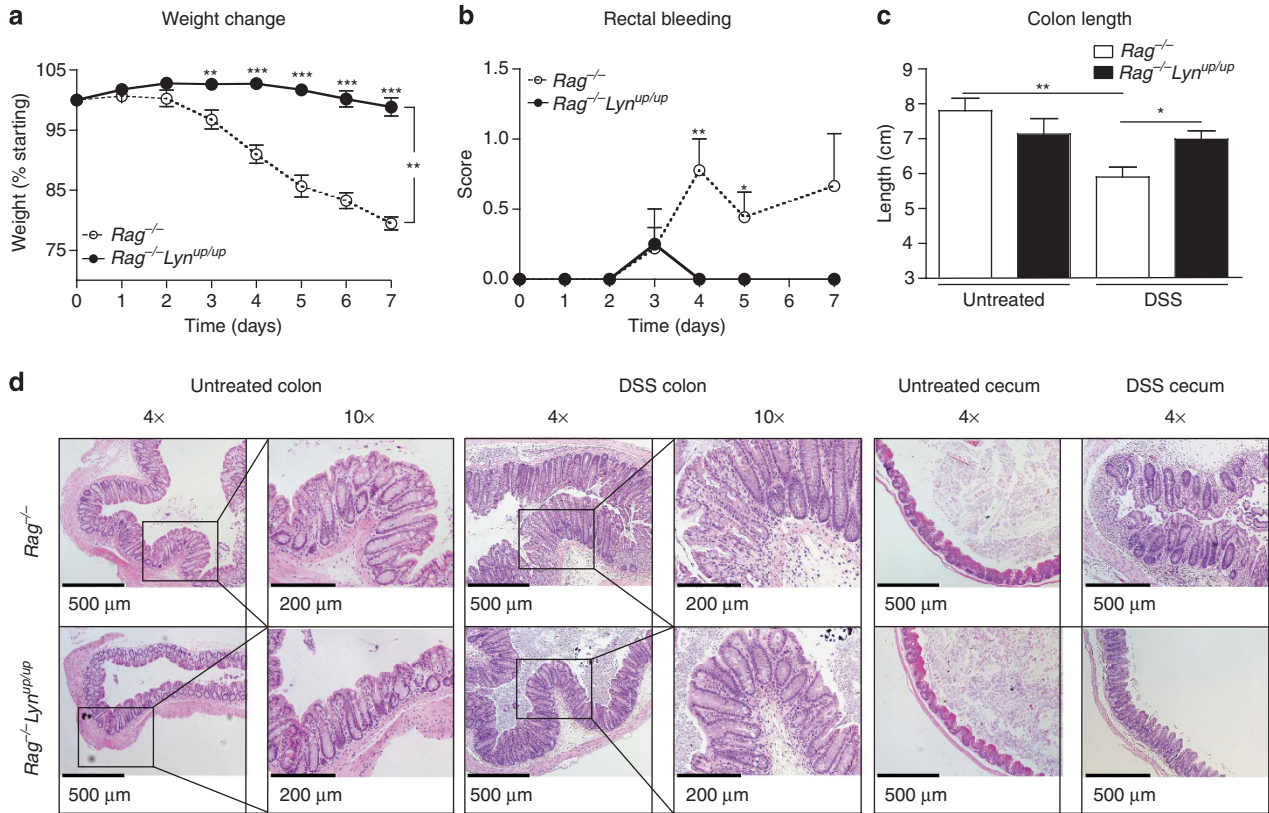 a
Weight change
105
95
85
75
Weight (% starting)
** *** *** *** ***
**
Rag–/–
Rag–/–Lynup/up
0 1 2 3 4 5 6 7
Time (days)
b
Rectal bleeding
1.5
1.0
0.5
0.0
Score
Rag–/–
Rag–/–Lynup/up
**
*
0 1 2 3 4 5 6 7
Time (days)
c
Colon length
Rag–/–
Rag–/–Lynup/up
9
8
7
6
5
4
3
Length (cm)
**
*
Untreated DSS
d
Untreated colon DSS colon Untreated cecum DSS cecum
4× 10× 4× 10× 4× 4×
Rag–/–
500 μm 200 μm 500 μm 200 μm 500 μm 500 μm
Rag–/–Lynup/up
500 μm 200 μm 500 μm 200 μm 500 μm 500 μm